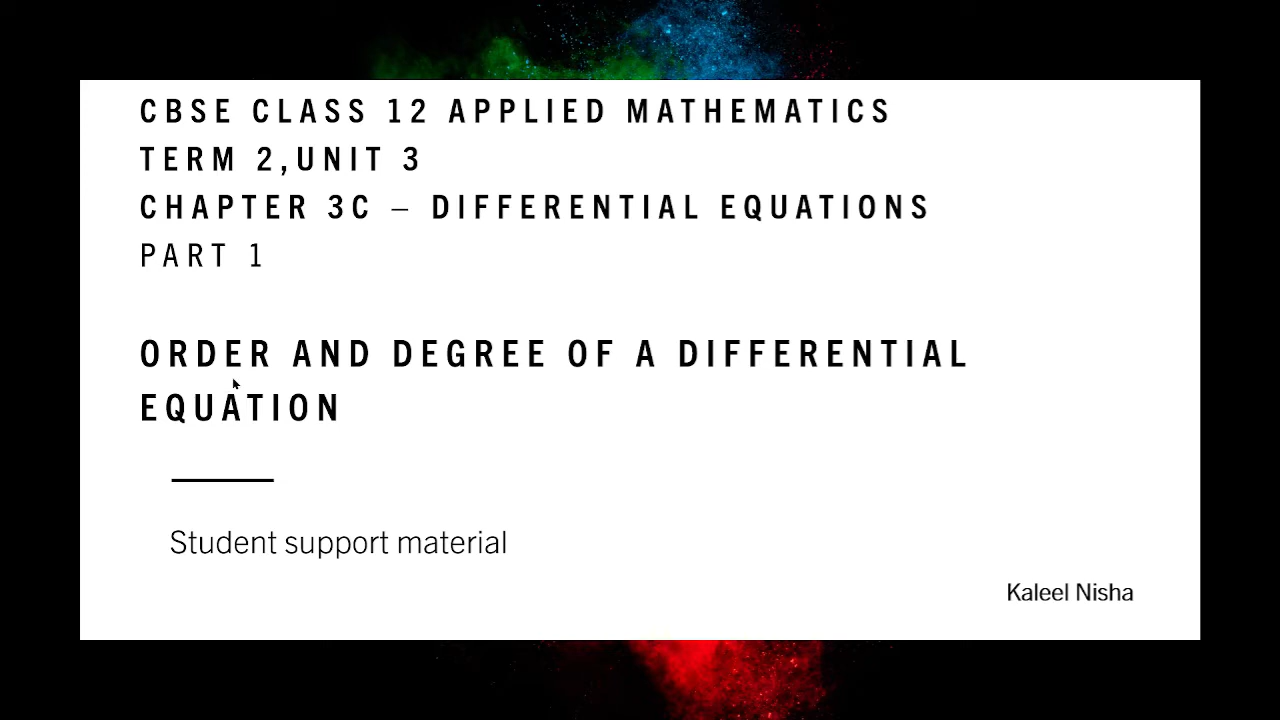 CBSE CLASS 12 APPLIED MATHEMATICS
TERM 2,UNIT 3
CHAPTER 3C – DIFFERENTIAL EQUATIONS
PART 1
ORDER AND DEGREE OF A DIFFERENTIAL
EQUATION
Student support material
Kaleel Nisha